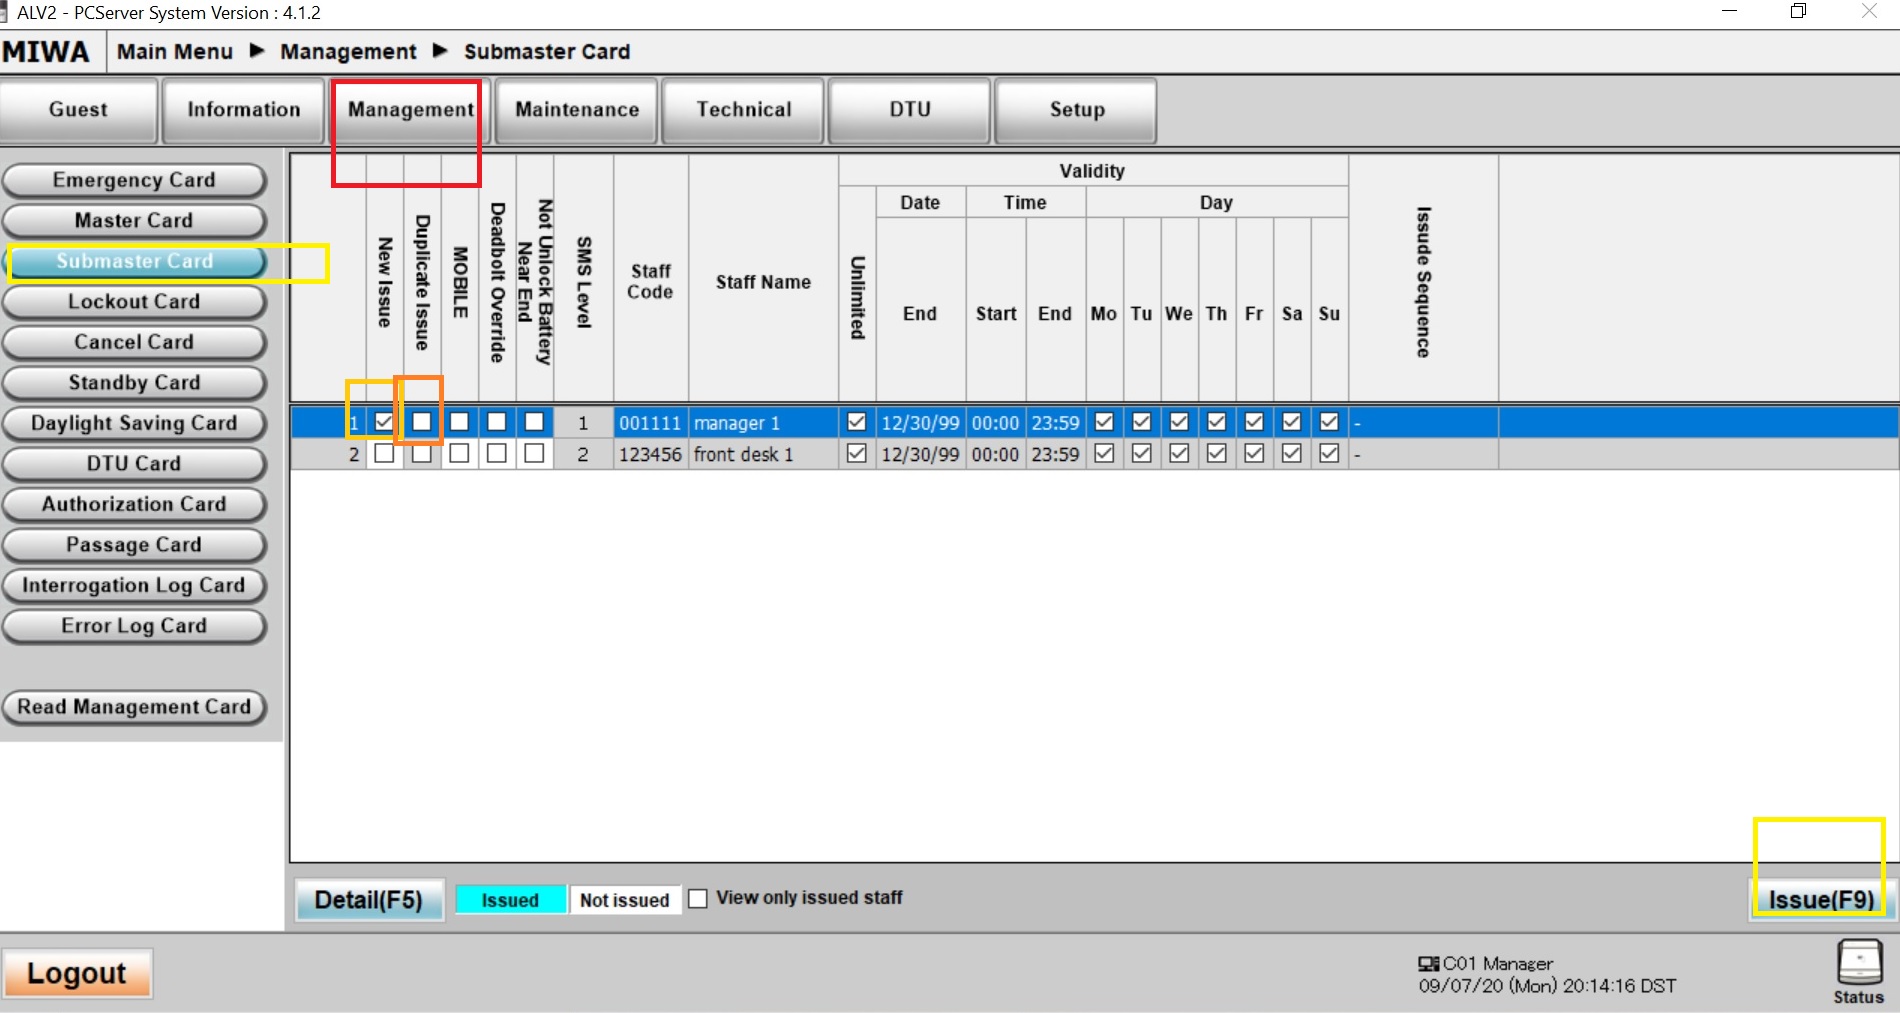 ALV2 - PCServer System Version : 4.1.2
MIWA Main Menu ▶ Management ▶ Submaster Card
Guest Information Management Maintenance Technical DTU Setup
Emergency Card
Master Card
Submaster Card
Lockout Card
Cancel Card
Standby Card
Daylight Saving Card
DTU Card
Authorization Card
Passage Card
Interrogation Log Card
Error Log Card
Read Management Card
New Issue
Duplicate Issue
MOBILE
Deadbolt Override
Not Unlock Battery
Near End
SMS Level
Staff
Code
Staff Name
Validity
Unlimited
Date Time Day
End Start End Mo Tu We Th Fr Sa Su
Issude Sequence
1 1 001111 manager 1 12/30/99 00:00 23:59 -
2 2 123456 front desk 1 12/30/99 00:00 23:59 -
Detail(F5) Issued Not issued View only issued staff Issue(F9)
Logout
C01 Manager
09/07/20 (Mon) 20:14:16 DST
Status